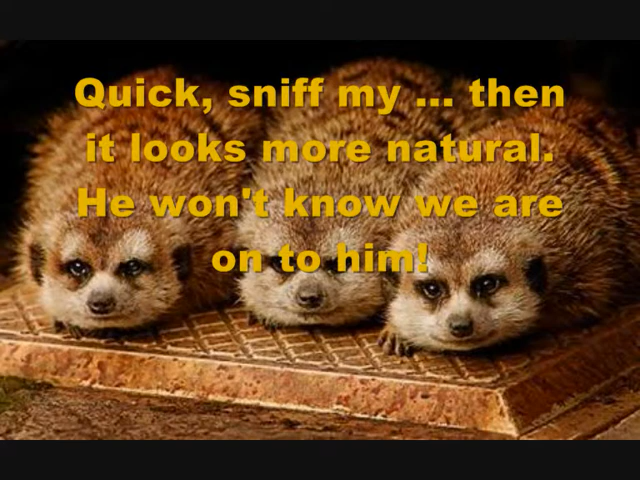 Quick, sniff my ... then
it looks more natural.
He won't know we are
on to him!